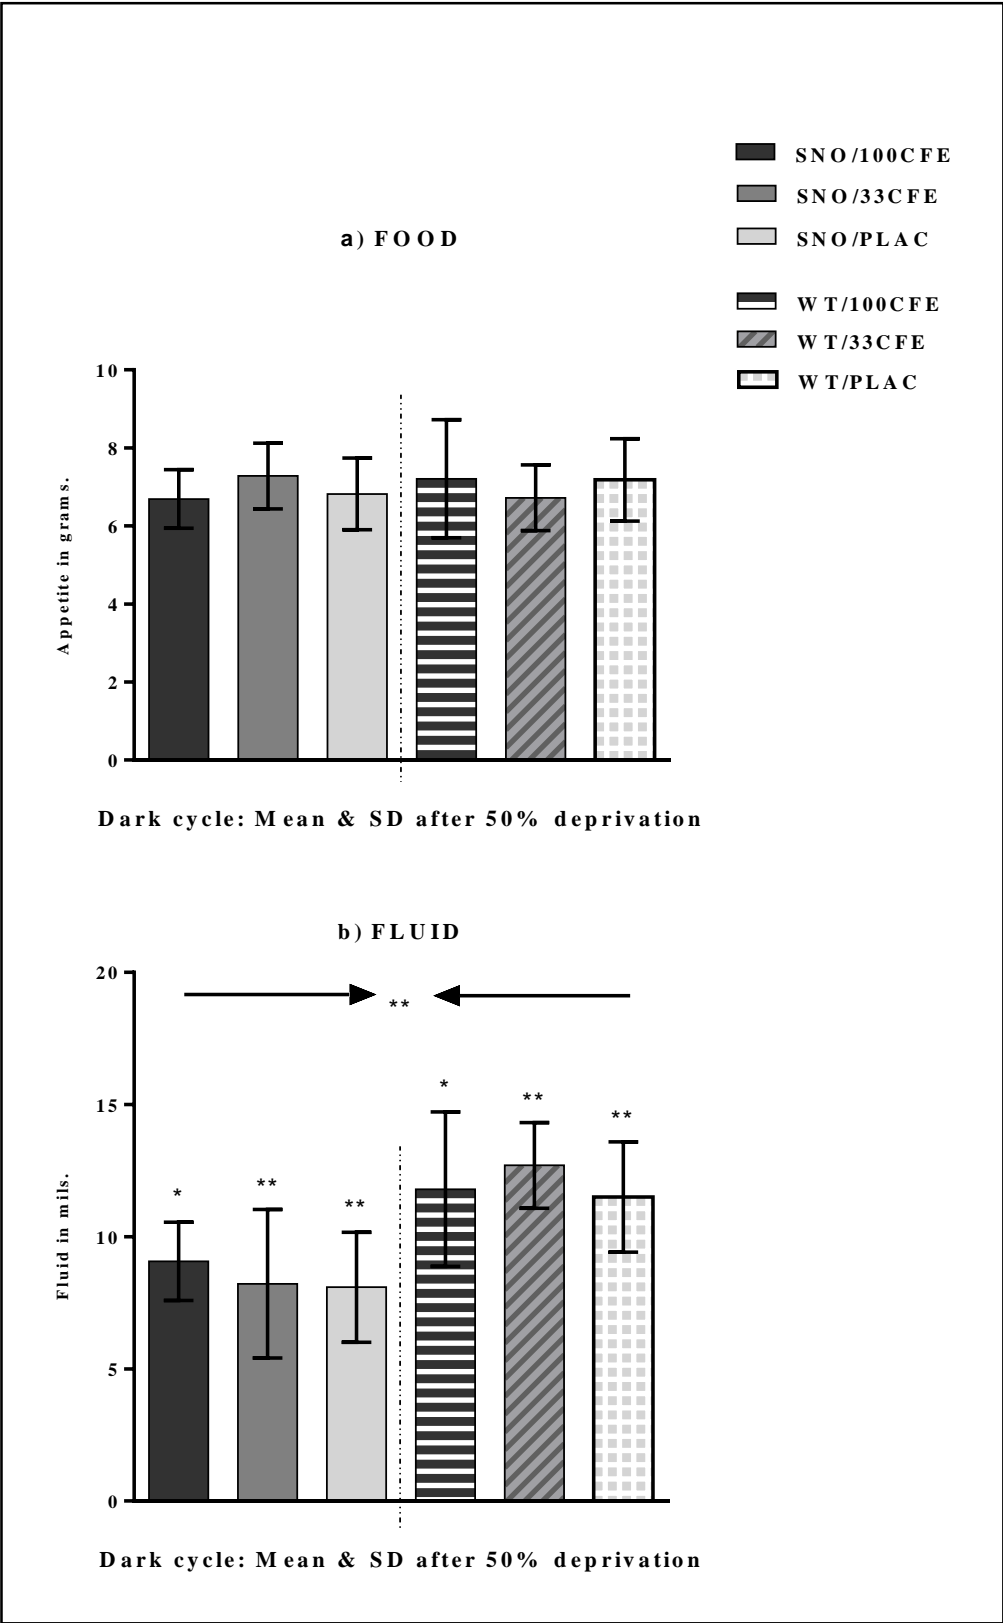 SNO/100CFE
SNO/33CFE
SNO/PLAC
WT/100CFE
WT/33CFE
WT/PLAC
a) FOOD
10
8
6
4
2
0
Appetite in grams.
Dark cycle: Mean & SD after 50% deprivation
b) FLUID
20
15
10
5
0
Fluid in mils.
**
*
**
**
*
**
**
Dark cycle: Mean & SD after 50% deprivation